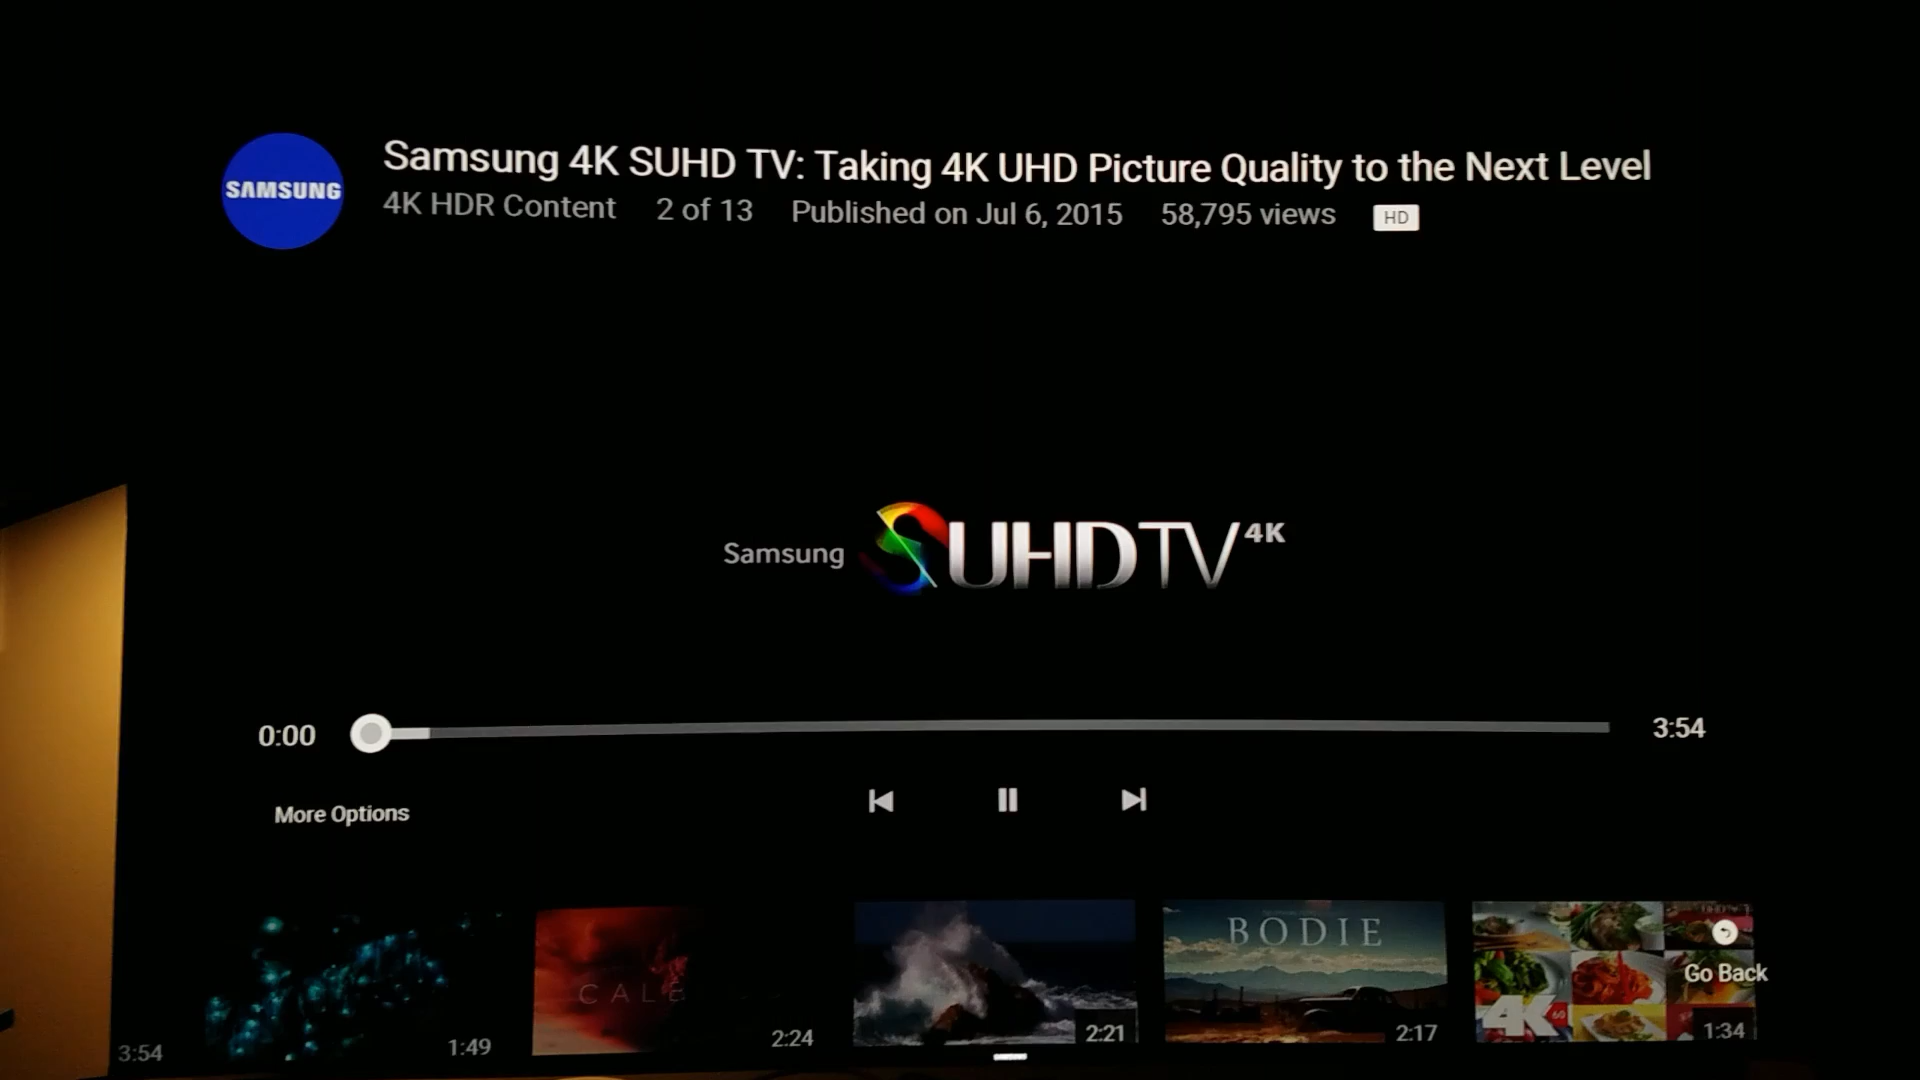 SAMSUNG
Samsung 4K SUHD TV: Taking 4K UHD Picture Quality to the Next Level
4K HDR Content 2 of 13 Published on Jul 6, 2015 58,795 views HD
Samsung SUHDTV 4K
0:00 3:54
More Options
BODIE
Go Back
4K 60
3:54 1:49 2:24 2:21 2:17 1:34